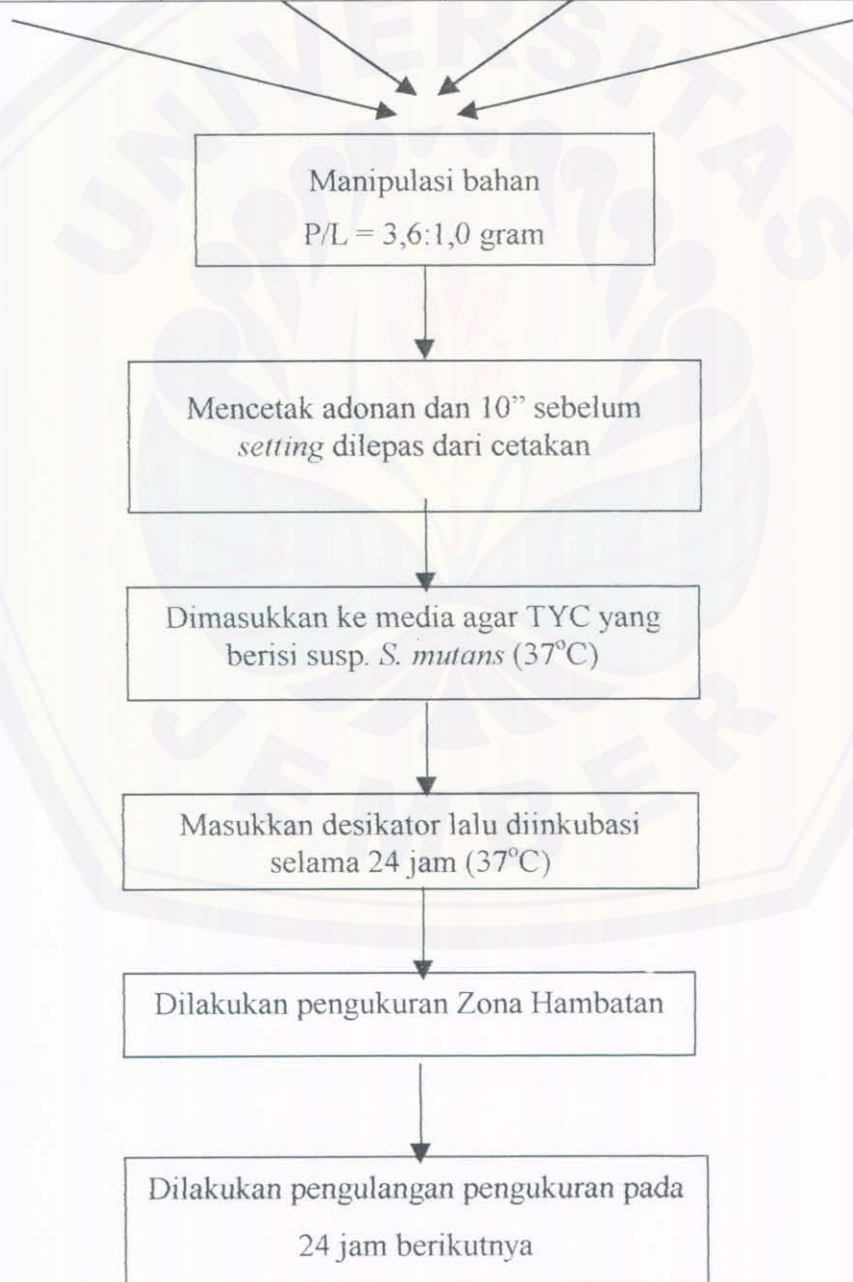 Manipulasi bahan
P/L = 3,6:1,0 gram
Mencetak adonan dan 10” sebelum
setting dilepas dari cetakan
Dimasukkan ke media agar TYC yang
berisi susp. S. mutans (37°C)
Masukkan desikator lalu diinkubasi
selama 24 jam (37°C)
Dilakukan pengukuran Zona Hambatan
Dilakukan pengulangan pengukuran pada
24 jam berikutnya
UNIVERSITAS
JEMBER